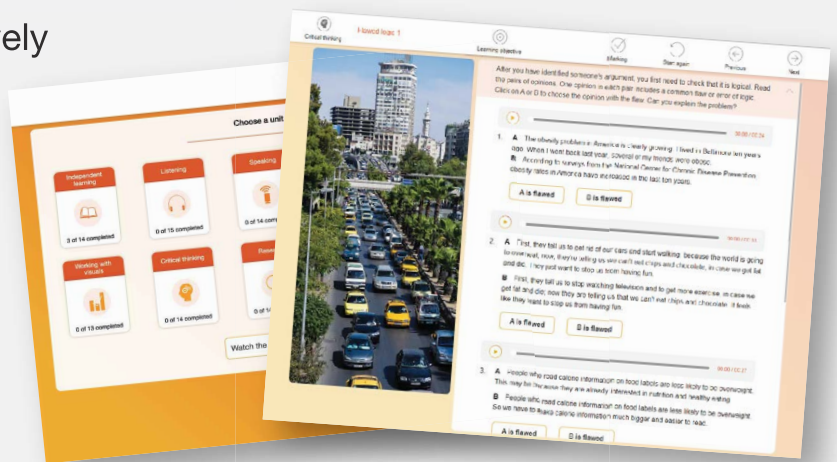 vely
Choose a unit
Independent
learning
3 of 14 completed
Listening
0 of 15 completed
Speaking
0 of 14 com
Working with
visuals
0 of 13 completed
Critical thinking
0 of 14 completed
Resea
0 of 14
Watch the
Critical thinking
Flawed logic 1
Learning objective
Marking
Start again
Previous
Next
After you have identified someone's argument, you first need to check that it is logical. Read
the pairs of opinions. One opinion in each pair includes a common flaw or error of logic.
Click on A or B to choose the opinion with the flaw. Can you explain the problem?
1. A The obesity problem in America is clearly growing. I lived in Baltimore ten years
ago. When I went back last year, several of my friends were obese.
B According to surveys from the National Center for Chronic Disease Prevention,
obesity rates in America have increased in the last ten years.
A is flawed
B is flawed
2. A First, they tell us to get rid of our cars and start walking, because the world is going
to overheat; now, they're telling us we can't eat chips and chocolate, in case we get fat
and die. They just want to stop us from having fun.
B First, they tell us to stop watching television and to get more exercise, in case we
get fat and die; now they are telling us that we can't eat chips and chocolate. It feels
like they want to stop us from having fun.
A is flawed
B is flawed
3. A People who read calorie information on food labels are less likely to be overweight.
This may be because they are already interested in nutrition and healthy eating.
B People who read calorie information on food labels are less likely to be overweight.
So we have to make calorie information much bigger and easier to read.
A is flawed
B is flawed